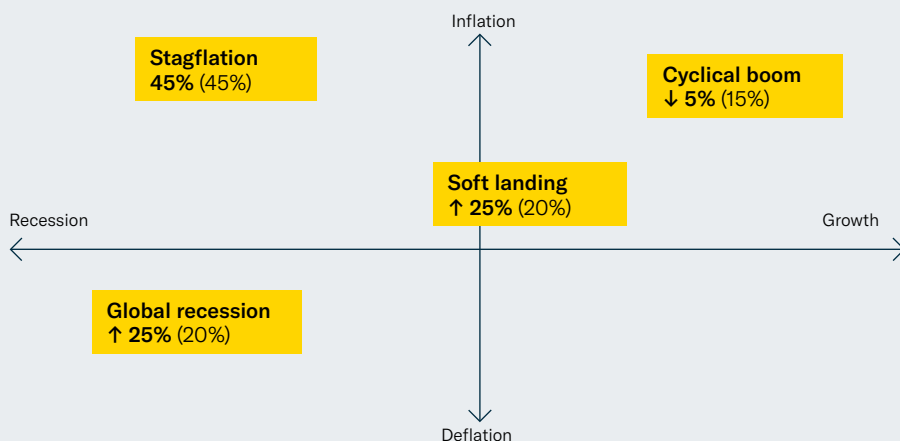 Inflation
Stagflation
45% (45%)
Cyclical boom
↓ 5% (15%)
Soft landing
↑ 25% (20%)
Recession
Growth
Global recession
↑ 25% (20%)
Deflation